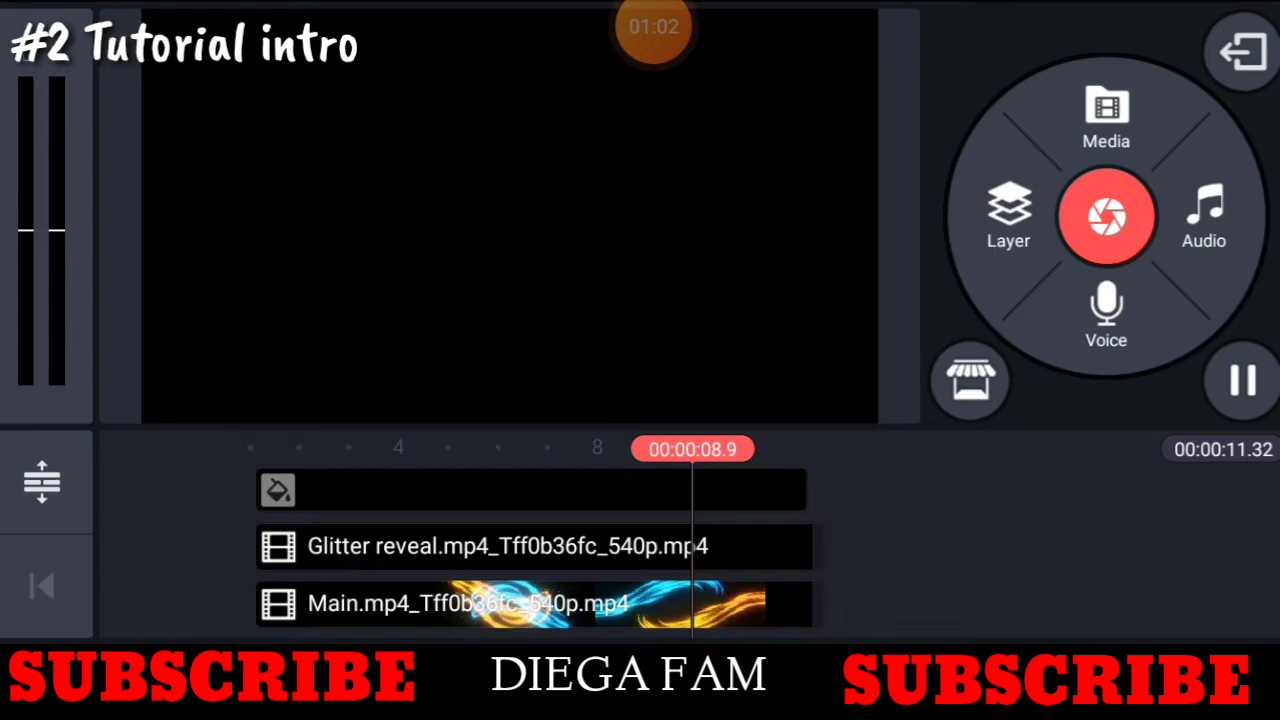 #2 Tutorial intro
01:02
Media
Layer
Audio
Voice
4
8
00:00:08.9
00:00:11.32
Glitter reveal.mp4_Tff0b36fc_540p.mp4
Main.mp4_Tff0b36fc_540p.mp4
SUBSCRIBE DIEGA FAM SUBSCRIBE